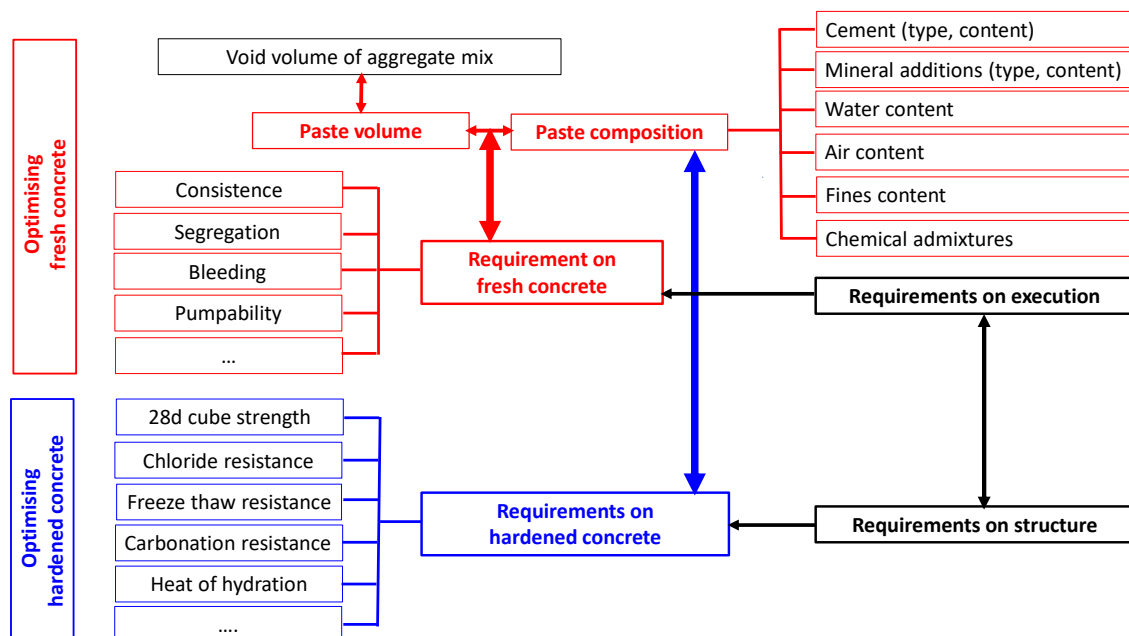 Optimising
fresh concrete
Void volume of aggregate mix
Paste volume
Paste composition
Cement (type, content)
Mineral additions (type, content)
Water content
Air content
Fines content
Chemical admixtures
Consistence
Segregation
Bleeding
Pumpability
...
Requirement on
fresh concrete
Requirements on execution
Optimising
hardened concrete
28d cube strength
Chloride resistance
Freeze thaw resistance
Carbonation resistance
Heat of hydration
....
Requirements on
hardened concrete
Requirements on structure